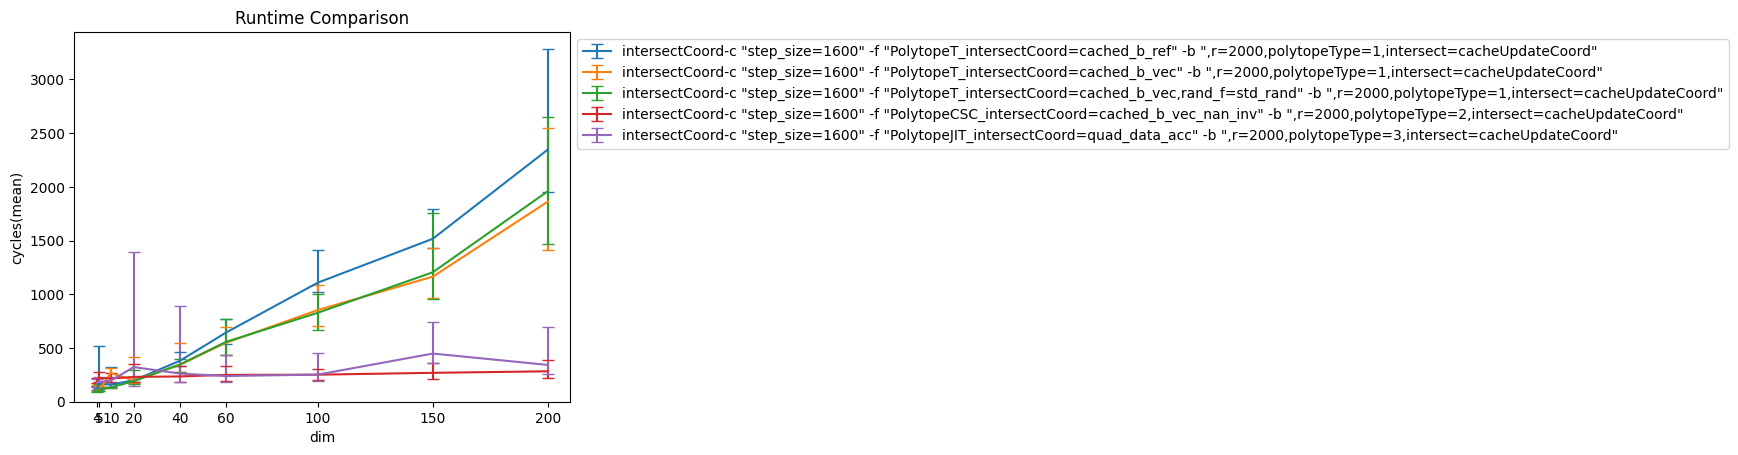 Runtime Comparison
cycles(mean)
3000
2500
2000
1500
1000
500
0
4 5 10 20 40 60 100 150 200
dim
intersectCoord-c "step_size=1600" -f "PolytopeT_intersectCoord=cached_b_ref" -b ",r=2000,polytopeType=1,intersect=cacheUpdateCoord"
intersectCoord-c "step_size=1600" -f "PolytopeT_intersectCoord=cached_b_vec" -b ",r=2000,polytopeType=1,intersect=cacheUpdateCoord"
intersectCoord-c "step_size=1600" -f "PolytopeT_intersectCoord=cached_b_vec,rand_f=std_rand" -b ",r=2000,polytopeType=1,intersect=cacheUpdateCoord"
intersectCoord-c "step_size=1600" -f "PolytopeCSC_intersectCoord=cached_b_vec_nan_inv" -b ",r=2000,polytopeType=2,intersect=cacheUpdateCoord"
intersectCoord-c "step_size=1600" -f "PolytopeJIT_intersectCoord=quad_data_acc" -b ",r=2000,polytopeType=3,intersect=cacheUpdateCoord"